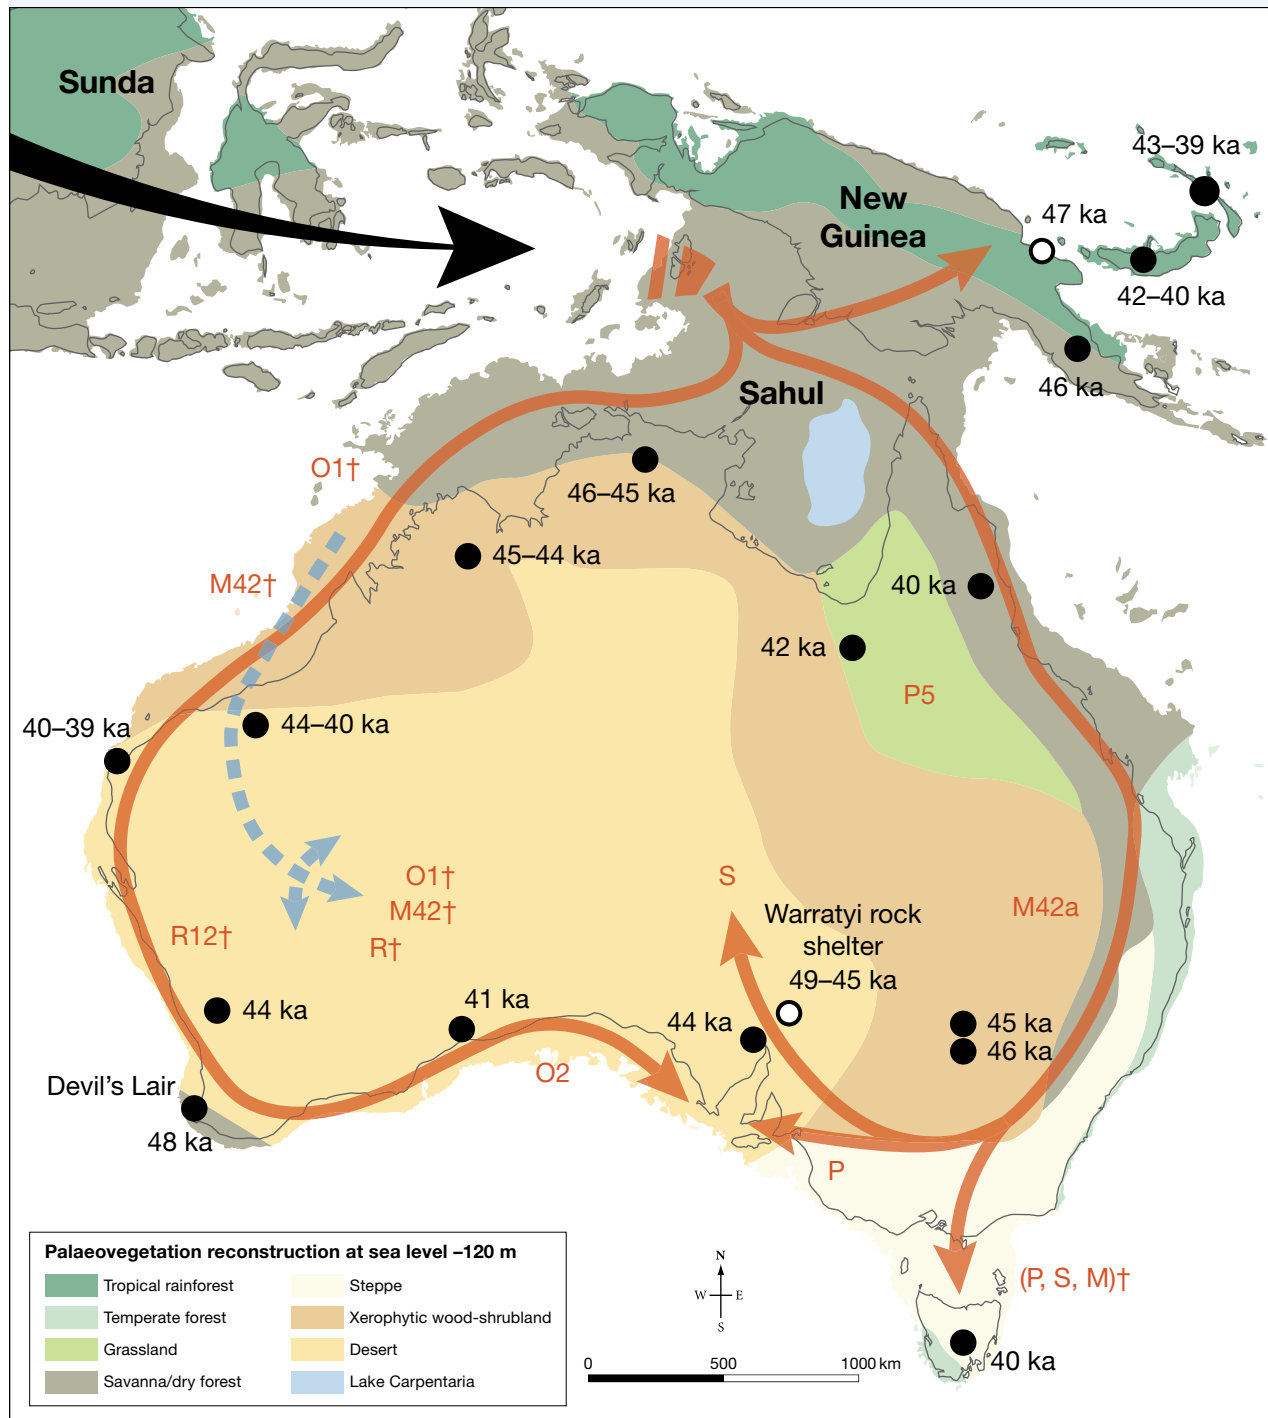 Sunda
43–39 ka
New
Guinea
47 ka
42–40 ka
46 ka
Sahul
O1†
46–45 ka
45–44 ka
M42†
40 ka
42 ka
P5
40–39 ka
44–40 ka
O1†
S
M42†
Warratyi rock
shelter
M42a
R12†
R†
49–45 ka
44 ka
41 ka
44 ka
45 ka
46 ka
O2
Devil's Lair
48 ka
P
(P, S, M)†
40 ka
Palaeovegetation reconstruction at sea level –120 m
Tropical rainforest
Temperate forest
Grassland
Savanna/dry forest
Steppe
Xerophytic wood-shrubland
Desert
Lake Carpentaria
N
W E
S
0 500 1000 km